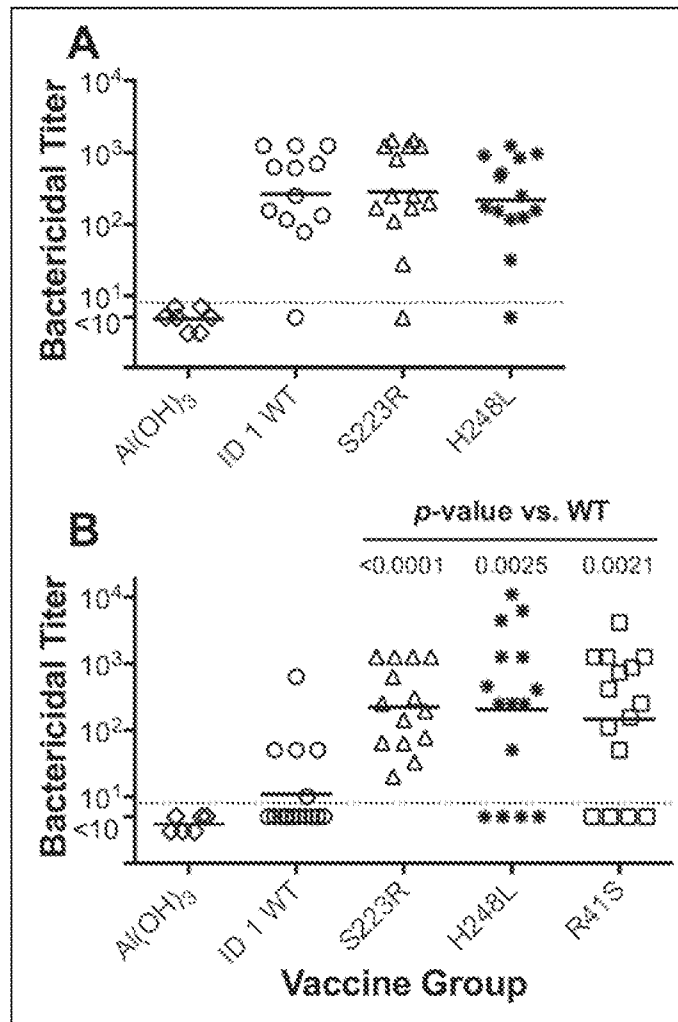 A
Bactericidal Titer
10⁴
10³
10²
10¹
<10
Al(OH)₃
ID 1 WT
S223R
H248L
B
p-value vs. WT
<0.0001 0.0025 0.0021
Bactericidal Titer
10⁴
10³
10²
10¹
<10
Al(OH)₃
ID 1 WT
S223R
H248L
R41S
Vaccine Group